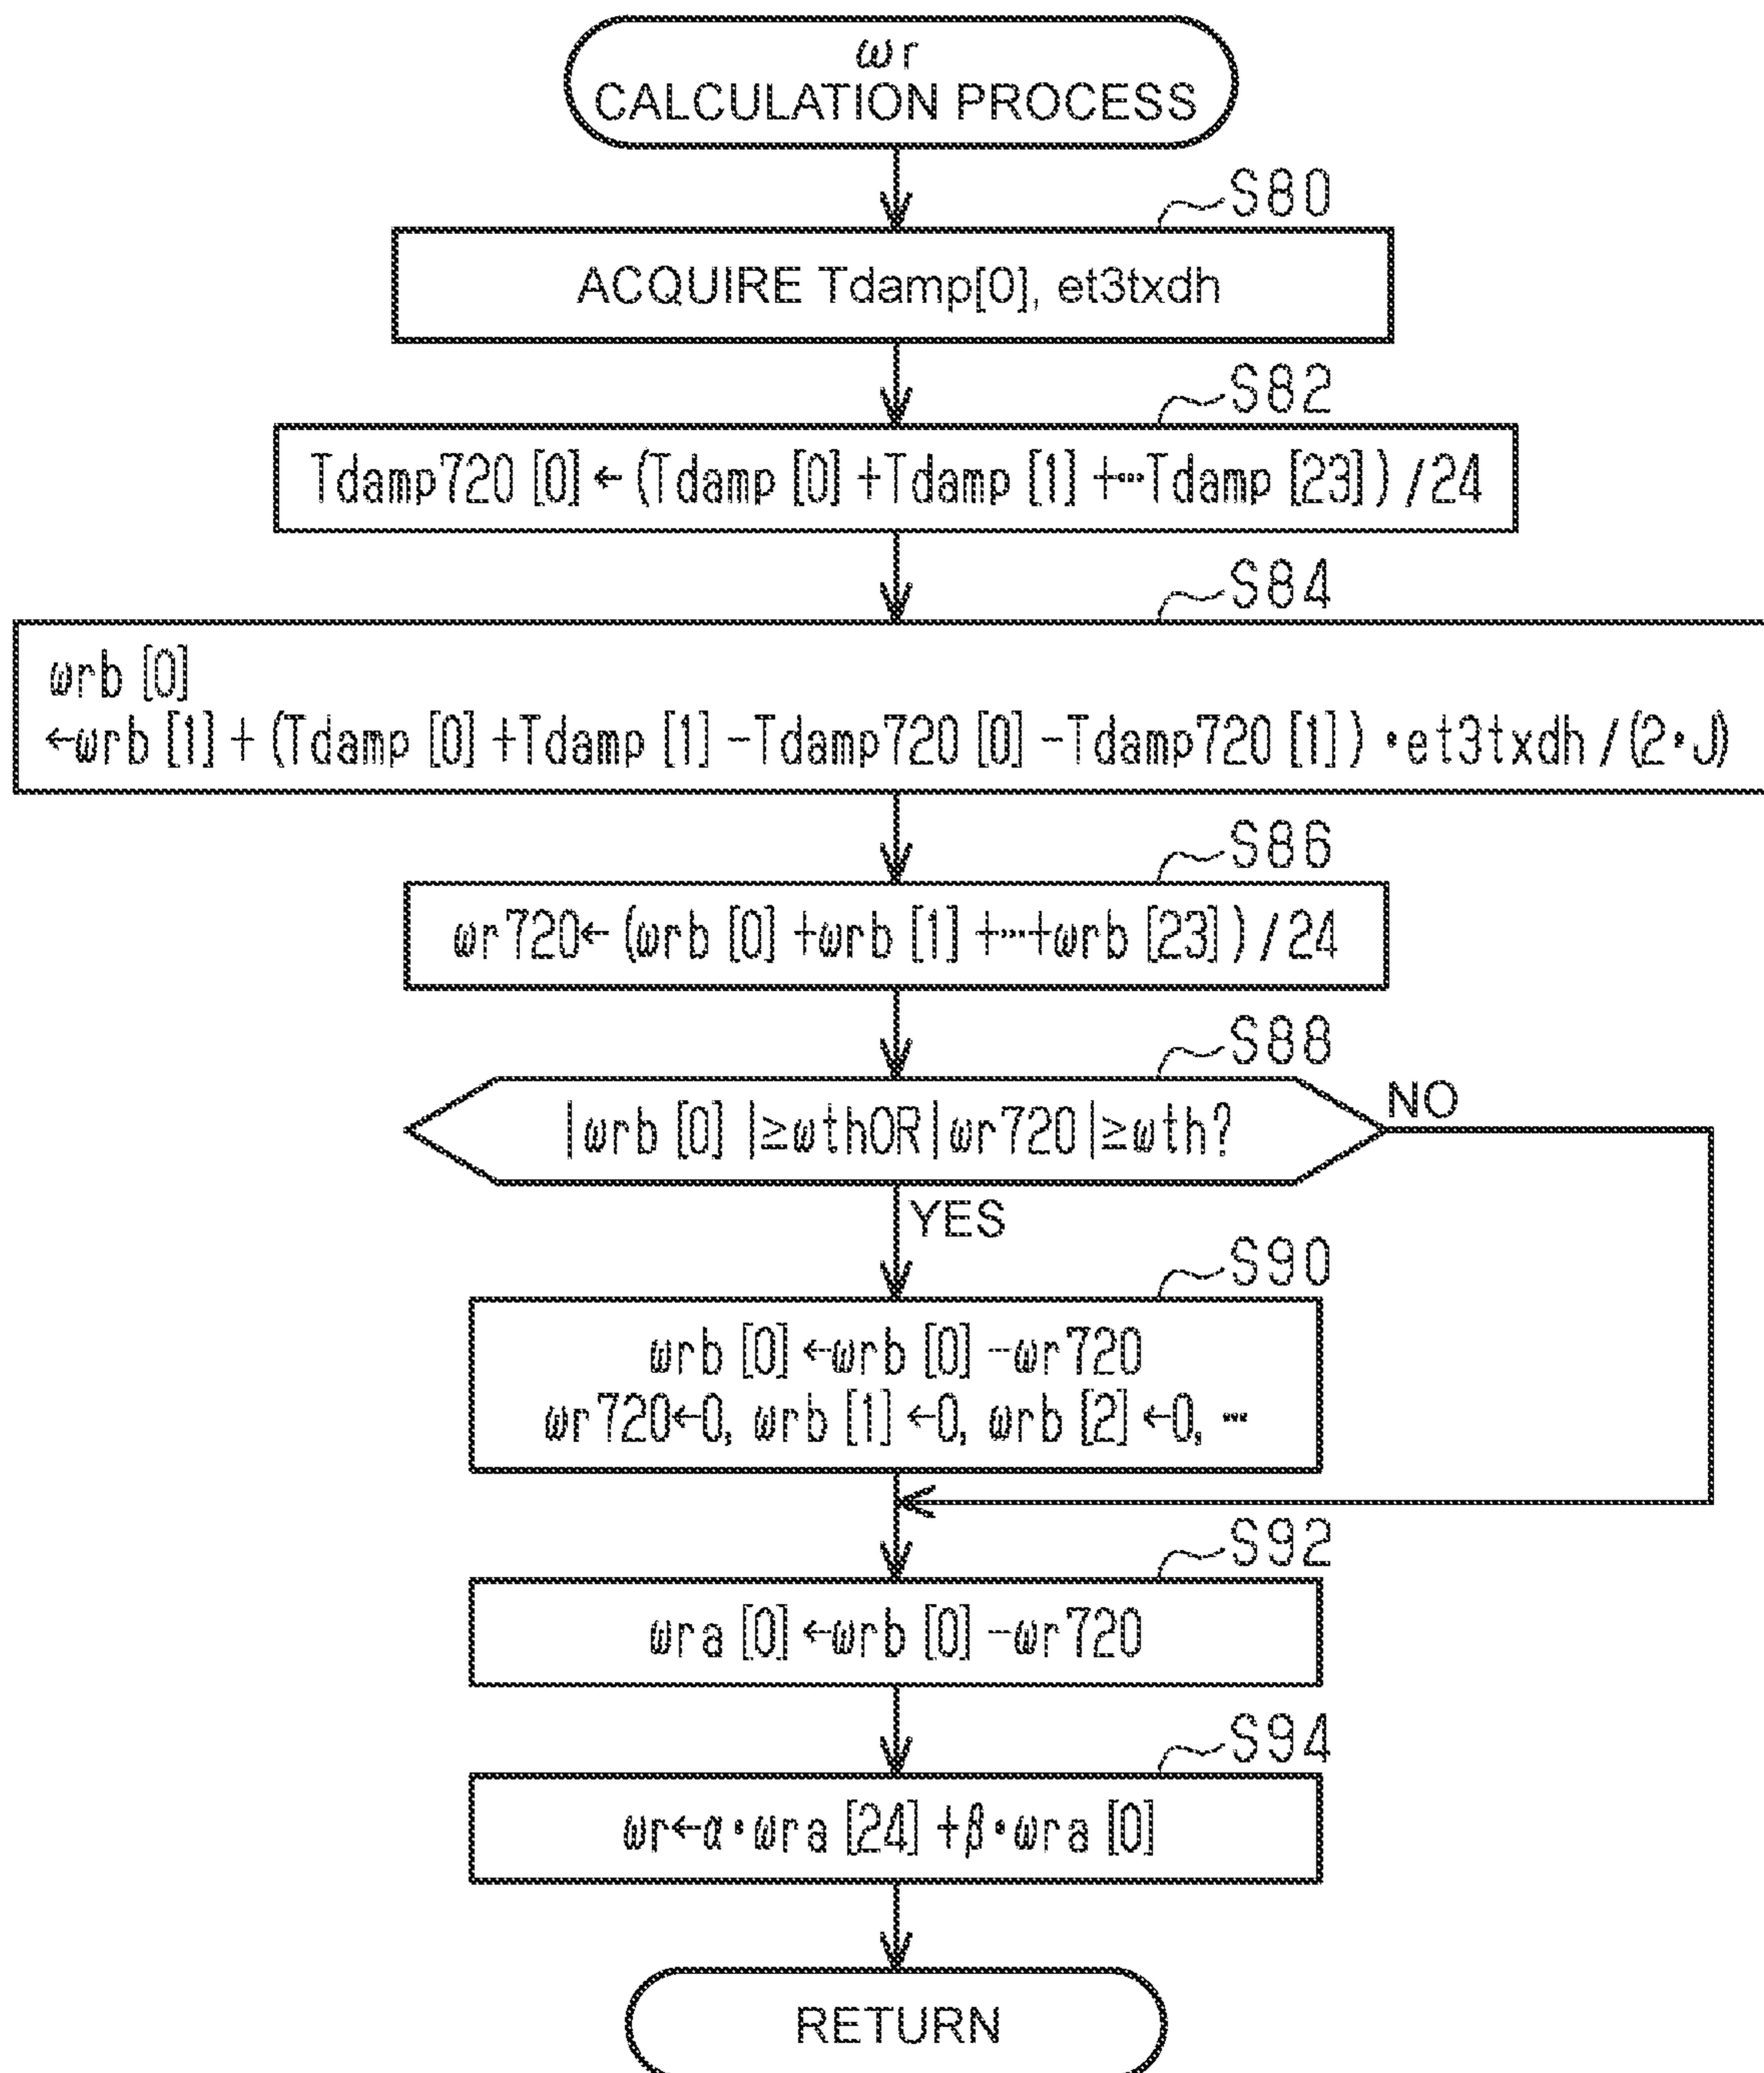 ωr
CALCULATION PROCESS
S80
ACQUIRE Tdamp[0], et3txdh
S82
Tdamp720[0]←(Tdamp[0]+Tdamp[1]+⋯Tdamp[23])/24
S84
ωrb[0]
←ωrb[1]+(Tdamp[0]+Tdamp[1]-Tdamp720[0]-Tdamp720[1])・et3txdh/(2・J)
S86
ωr720←(ωrb[0]+ωrb[1]+⋯+ωrb[23])/24
S88
|ωrb[0]|≧ωthOR|ωr720|≧ωth?
NO
YES
S90
ωrb[0]←ωrb[0]-ωr720
ωr720←0, ωrb[1]←0, ωrb[2]←0, ⋯
S92
ωra[0]←ωrb[0]-ωr720
S94
ωr←α・ωra[24]+β・ωra[0]
RETURN